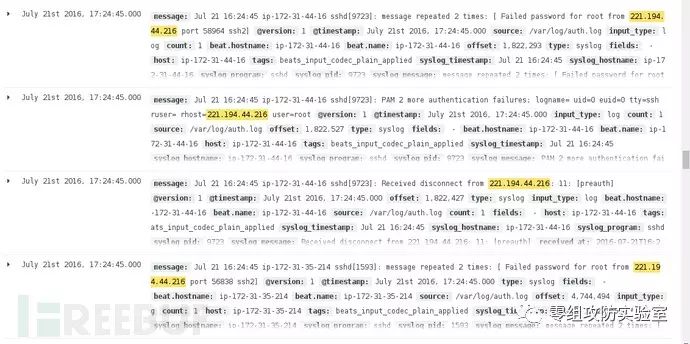 July 21st 2016, 17:24:45.000 message: Jul 21 16:24:45 ip-172-31-44-16 sshd[9723]: message repeated 2 times: [ Failed password for root from 221.194.
44.216 port 58964 ssh2] @version: 1 @timestamp: July 21st 2016, 17:24:45.000 source: /var/log/auth.log input_type: l
og count: 1 beat.hostname: ip-172-31-44-16 beat.name: ip-172-31-44-16 offset: 1,822,293 type: syslog fields: -
host: ip-172-31-44-16 tags: beats_input_codec_plain_applied syslog_timestamp: Jul 21 16:24:45 syslog_hostname: ip-172-3
1-44-16 syslog_program: sshd syslog_pid: 9723 syslog_message: message repeated 2 times: [ Failed password for root
July 21st 2016, 17:24:45.000 message: Jul 21 16:24:45 ip-172-31-44-16 sshd[9723]: PAM 2 more authentication failures: logname= uid=0 euid=0 tty=ssh
ruser= rhost=221.194.44.216 user=root @version: 1 @timestamp: July 21st 2016, 17:24:45.000 input_type: log count: 1
source: /var/log/auth.log offset: 1,822,527 type: syslog fields: - beat.hostname: ip-172-31-44-16 beat.name: ip-1
72-31-44-16 host: ip-172-31-44-16 tags: beats_input_codec_plain_applied syslog_timestamp: Jul 21 16:24:45
syslog_hostname: ip-172-31-44-16 syslog_program: sshd syslog_pid: 9723 syslog_message: PAM 2 more authentication fai
July 21st 2016, 17:24:45.000 message: Jul 21 16:24:45 ip-172-31-44-16 sshd[9723]: Received disconnect from 221.194.44.216: 11: [preauth]
@version: 1 @timestamp: July 21st 2016, 17:24:45.000 offset: 1,822,427 type: syslog input_type: log beat.hostname: ip
-172-31-44-16 beat.name: ip-172-31-44-16 source: /var/log/auth.log count: 1 fields: - host: ip-172-31-44-16 tags: be
ats_input_codec_plain_applied syslog_timestamp: Jul 21 16:24:45 syslog_hostname: ip-172-31-44-16 syslog_program:
sshd syslog_pid: 9723 syslog_message: Received disconnect from 221.194.44.216: 11: [preauth] received_at: 2016-07-21T16:2
July 21st 2016, 17:24:45.000 message: Jul 21 16:24:45 ip-172-31-35-214 sshd[1593]: message repeated 2 times: [ Failed password for root from 221.19
4.44.216 port 56838 ssh2] @version: 1 @timestamp: July 21st 2016, 17:24:45.000 type: syslog fields: -
beat.hostname: ip-172-31-35-214 beat.name: ip-172-31-35-214 source: /var/log/auth.log offset: 4,744,494 input_type: lo
g count: 1 host: ip-172-31-35-214 tags: beats_input_codec_plain_applied
syslog_program: sshd syslog_pid: 1593 syslog_message: message repeated 2 times: [
FREEBUF
零组攻防实验室